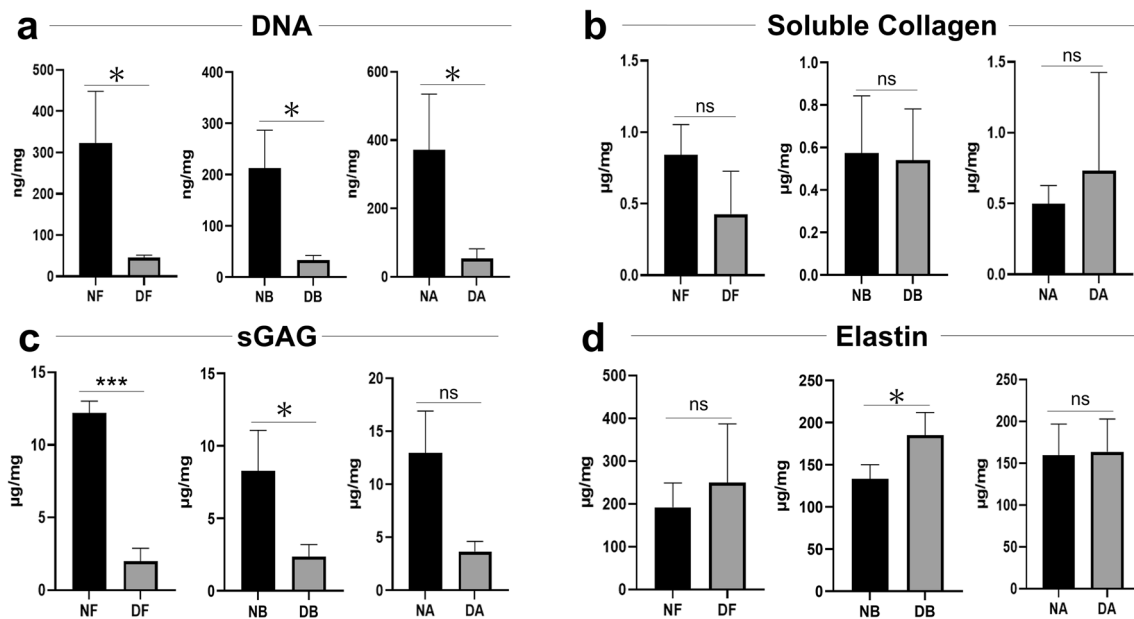 a DNA
500
400
300
200
100
0
ng/mg
*
NF DF
400
300
200
100
0
ng/mg
*
NB DB
600
400
400
0
ng/mg
*
NA DA
b Soluble Collagen
1.5
1.0
0.5
0.0
µg/mg
ns
NF DF
1.0
0.8
0.6
0.4
0.2
0.0
µg/mg
ns
NB DB
1.5
1.0
0.5
0.0
µg/mg
ns
NA DA
c sGAG
15
10
5
0
µg/mg
***
NF DF
15
10
5
0
µg/mg
*
NB DB
20
15
10
5
0
µg/mg
ns
NA DA
d Elastin
500
400
300
200
100
0
µg/mg
ns
NF DF
250
200
150
100
50
0
µg/mg
*
NB DB
250
200
150
100
50
0
µg/mg
ns
NA DA